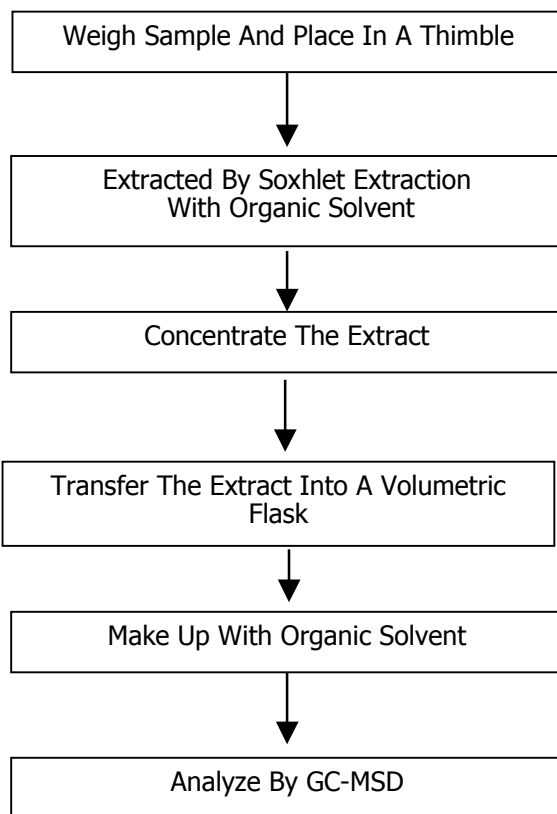 Weigh Sample And Place In A Thimble
Extracted By Soxhlet Extraction
With Organic Solvent
Concentrate The Extract
Transfer The Extract Into A Volumetric
Flask
Make Up With Organic Solvent
Analyze By GC-MSD